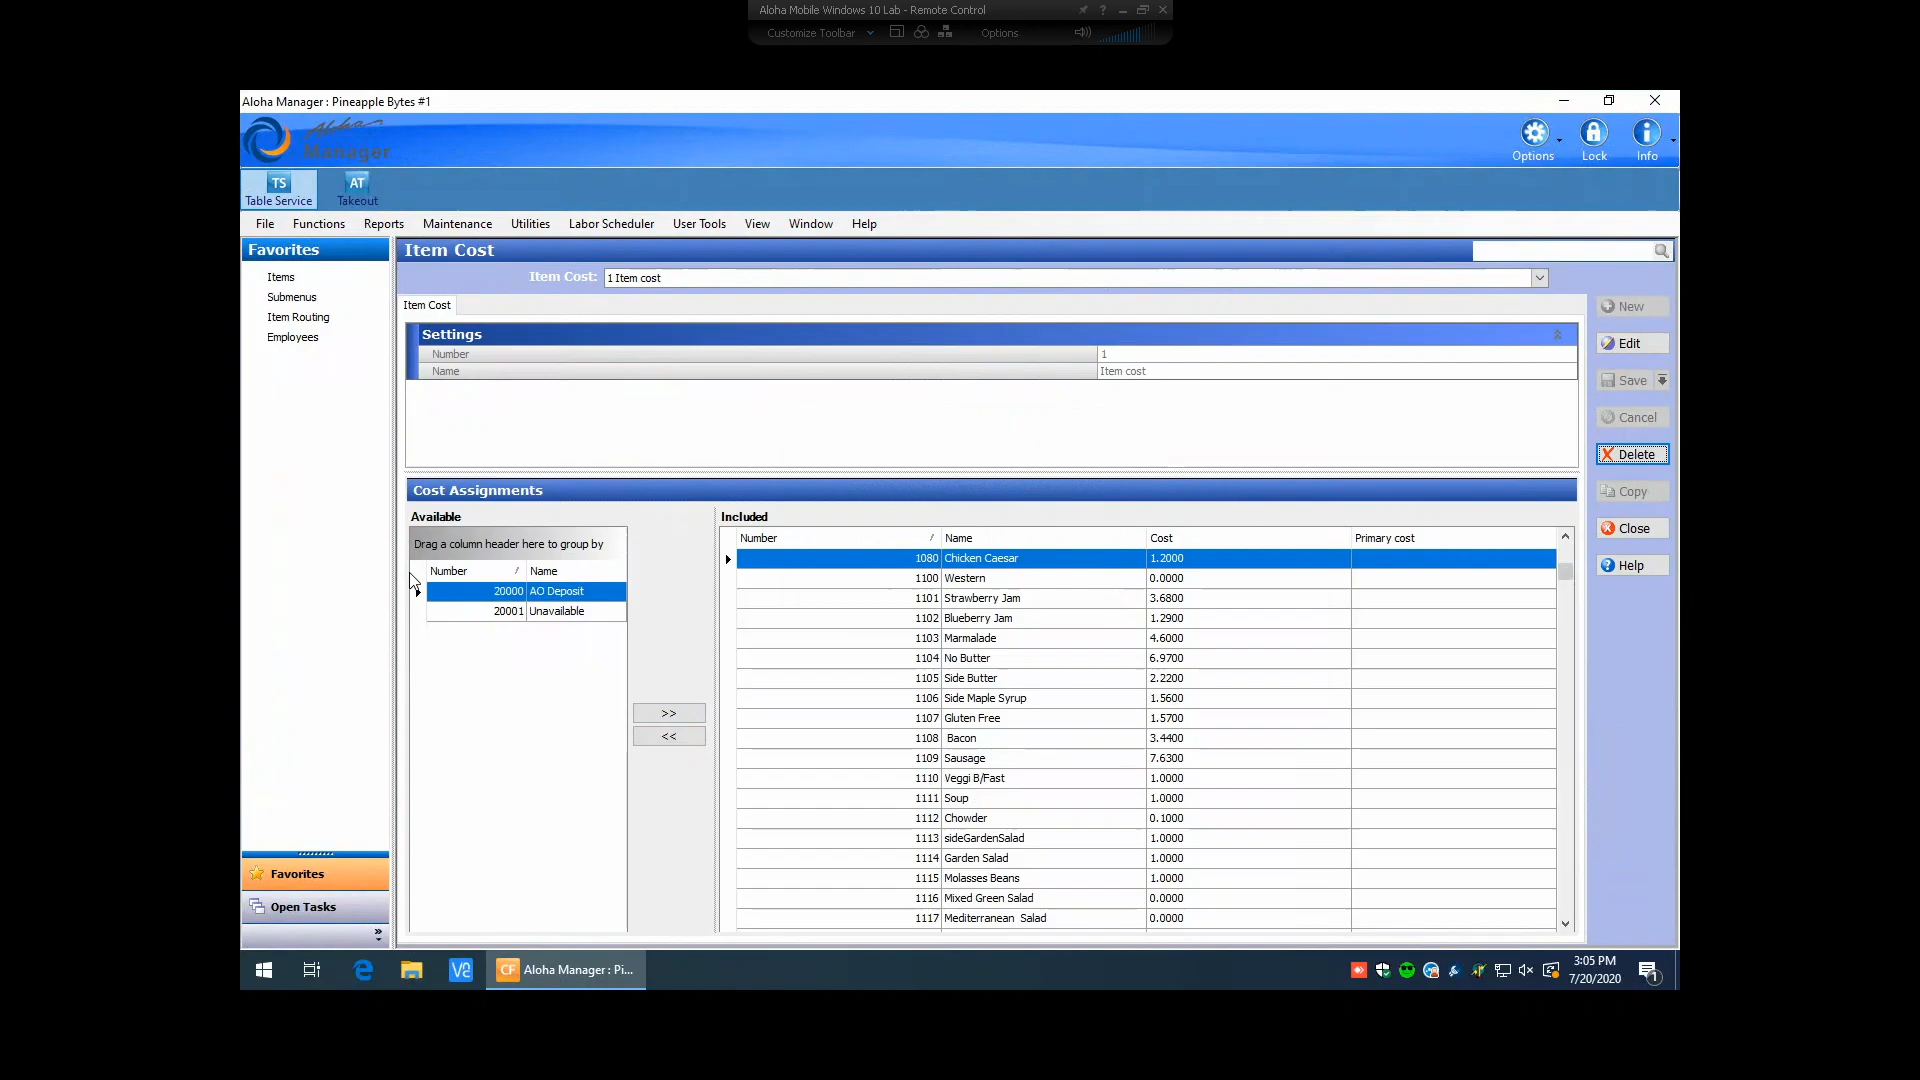 Aloha Mobile Windows 10 Lab - Remote Control
Customize Toolbar
Options
Aloha Manager : Pineapple Bytes #1
Aloha
Manager
Options
Lock
Info
TS
Table Service
AT
Takeout
File Functions Reports Maintenance Utilities Labor Scheduler User Tools View Window Help
Favorites
Items
Submenus
Item Routing
Employees
Favorites
Open Tasks
Item Cost
Item Cost: 1 Item cost
Item Cost
Settings
Number 1
Name Item cost
Cost Assignments
Available
Drag a column header here to group by
Number / Name
20000 AO Deposit
20001 Unavailable
>>
<<
Included
Number / Name Cost Primary cost
1080 Chicken Caesar 1.2000
1100 Western 0.0000
1101 Strawberry Jam 3.6800
1102 Blueberry Jam 1.2900
1103 Marmalade 4.6000
1104 No Butter 6.9700
1105 Side Butter 2.2200
1106 Side Maple Syrup 1.5600
1107 Gluten Free 1.5700
1108 Bacon 3.4400
1109 Sausage 7.6300
1110 Veggi B/Fast 1.0000
1111 Soup 1.0000
1112 Chowder 0.1000
1113 sideGardenSalad 1.0000
1114 Garden Salad 1.0000
1115 Molasses Beans 1.0000
1116 Mixed Green Salad 0.0000
1117 Mediterranean Salad 0.0000
New
Edit
Save
Cancel
Delete
Copy
Close
Help
CF Aloha Manager : Pi...
3:05 PM
7/20/2020
1